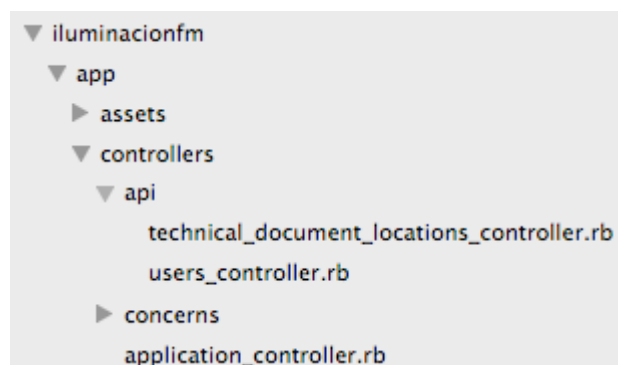 iluminacionfm
app
assets
controllers
api
technical_document_locations_controller.rb
users_controller.rb
concerns
application_controller.rb